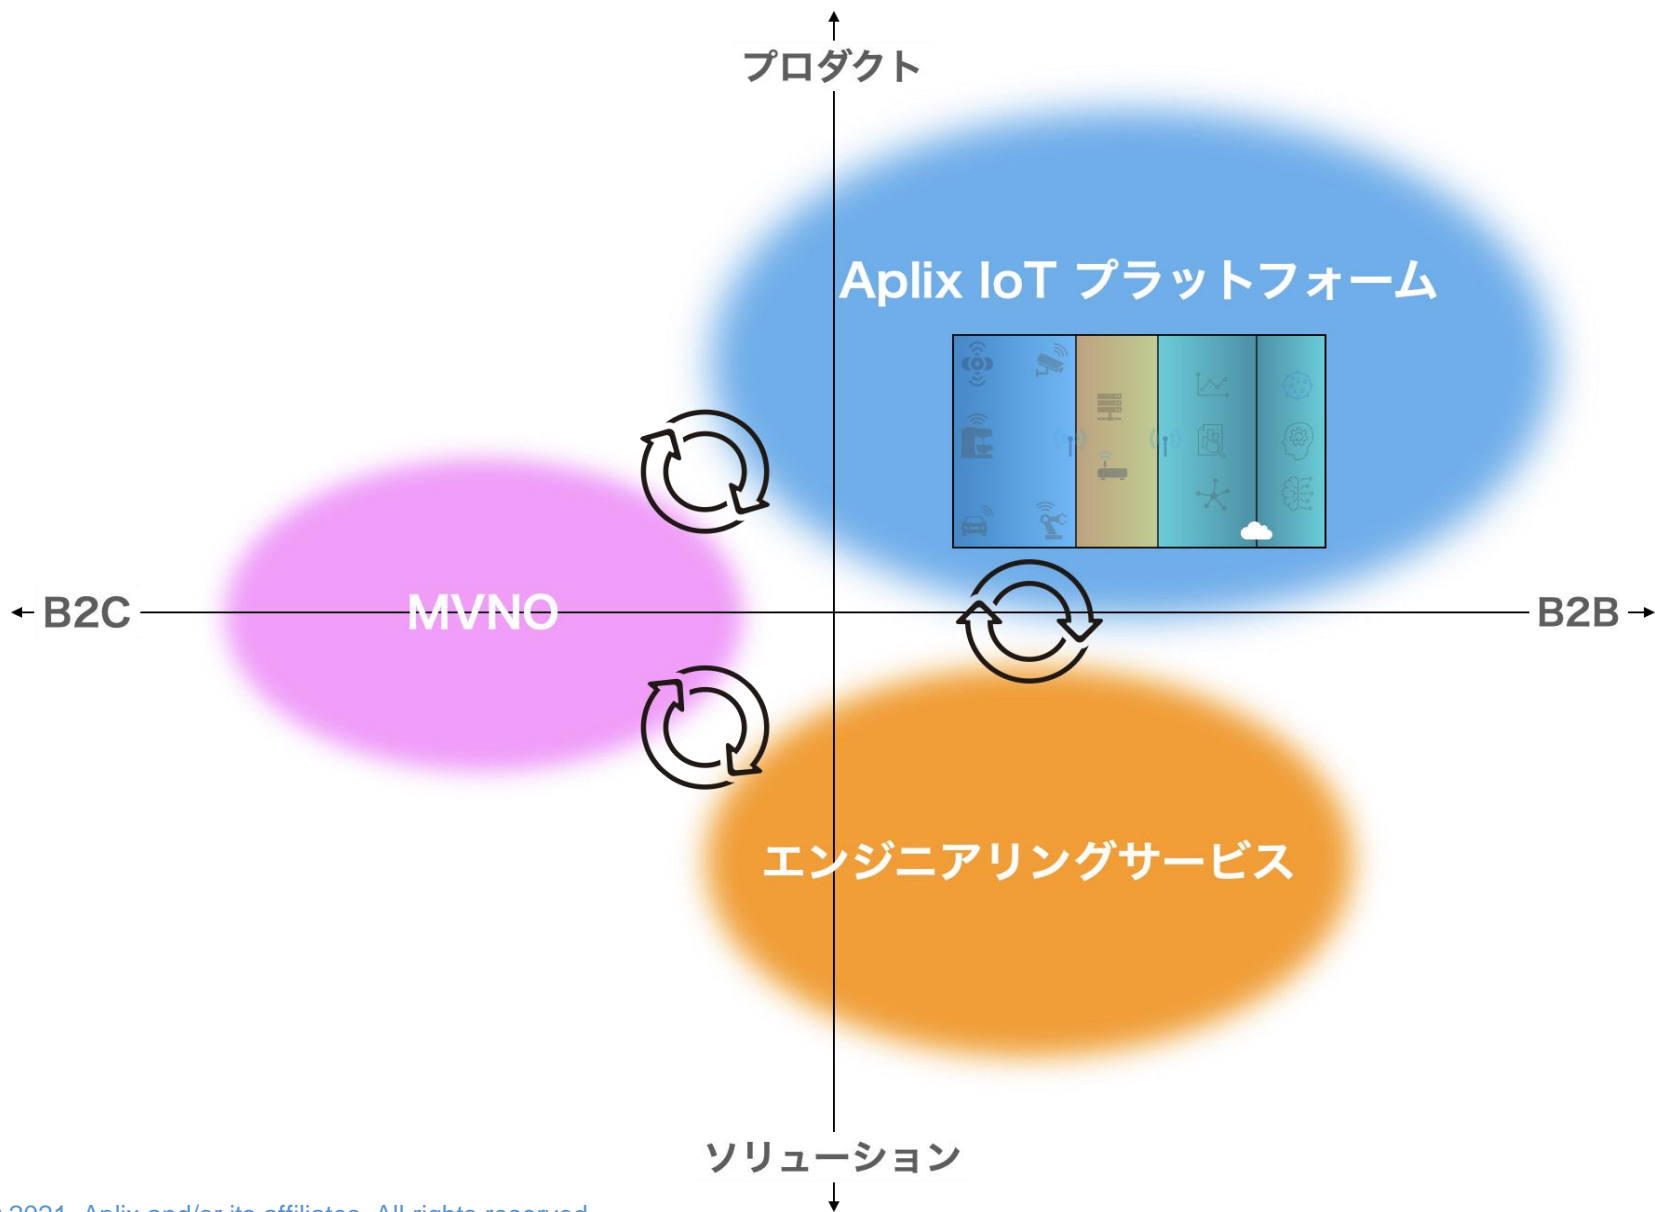 プロダクト
Aplix IoT プラットフォーム
B2C
MVNO
B2B
エンジニアリングサービス
ソリューション
2021, Aplix and/or its affiliates. All rights reserved